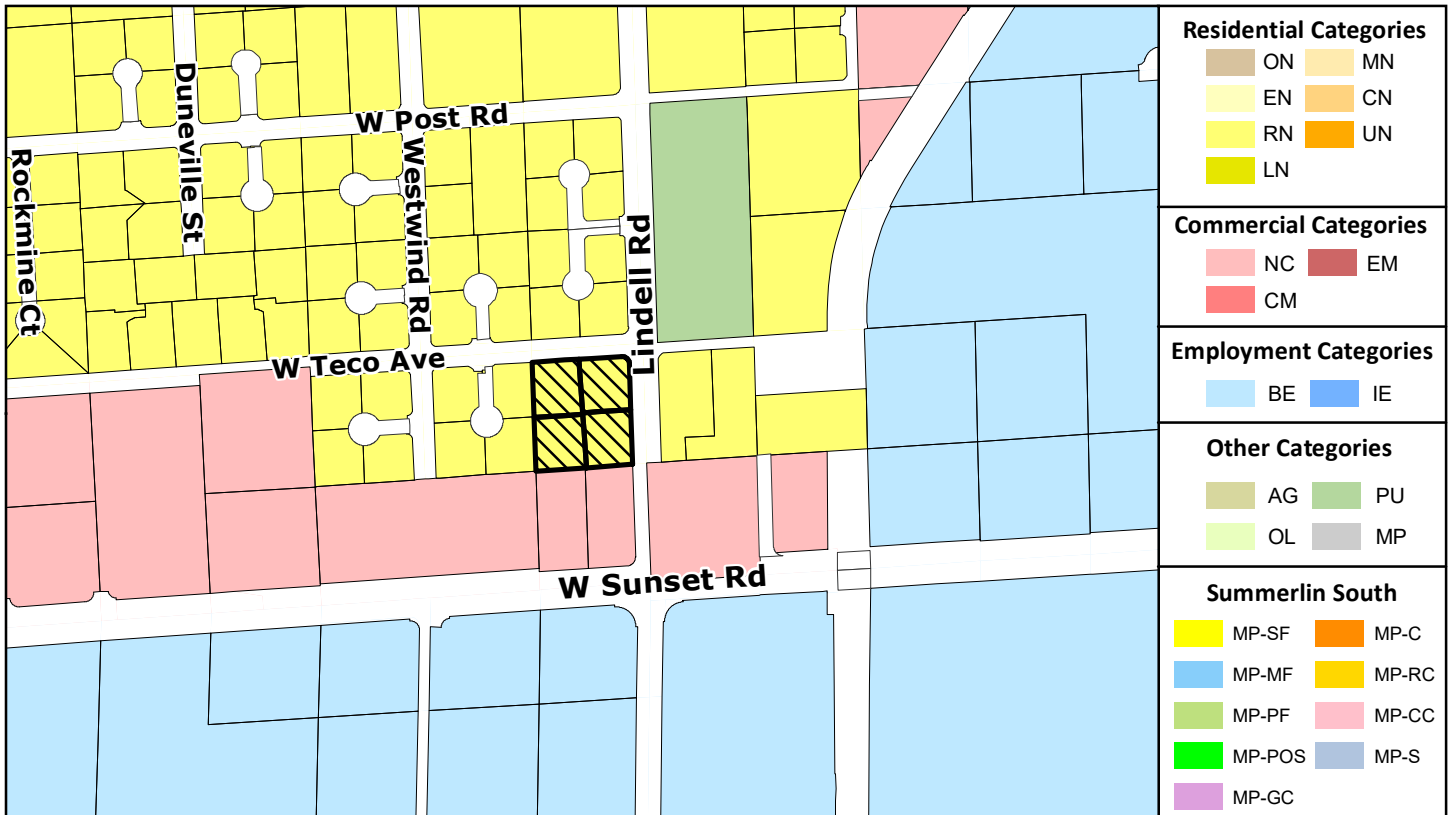 W Post Rd
Duneville St
Rockmine Ct
Westwind Rd
Lindell Rd
W Teco Ave
W Sunset Rd
Residential Categories
ON MN
EN CN
RN UN
LN
Commercial Categories
NC EM
CM
Employment Categories
BE IE
Other Categories
AG PU
OL MP
Summerlin South
MP-SF MP-C
MP-MF MP-RC
MP-PF MP-CC
MP-POS MP-S
MP-GC